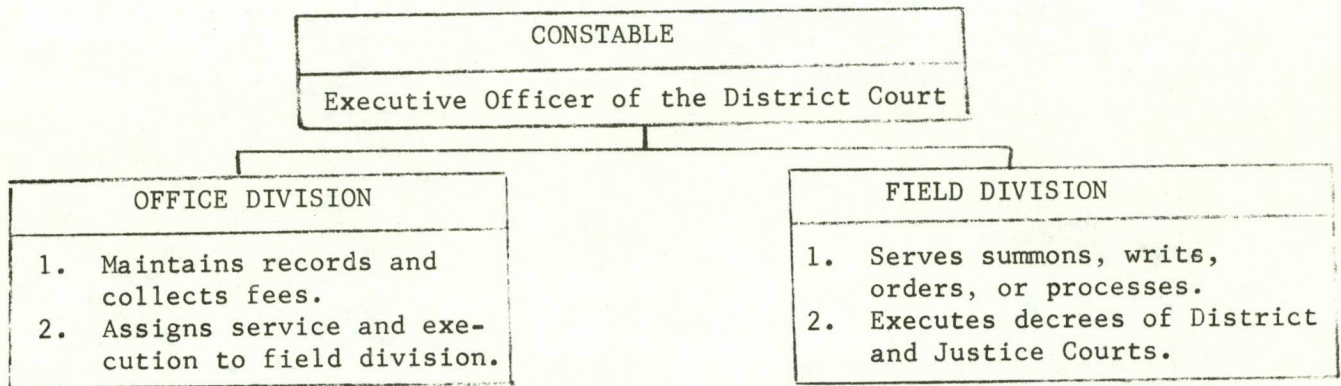 CONSTABLE
Executive Officer of the District Court
OFFICE DIVISION
1. Maintains records and
collects fees.
2. Assigns service and exe-
cution to field division.
FIELD DIVISION
1. Serves summons, writs,
orders, or processes.
2. Executes decrees of District
and Justice Courts.